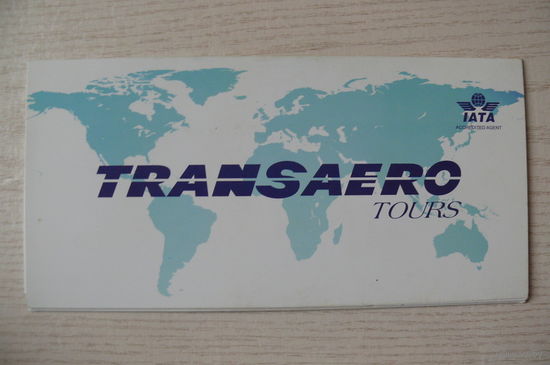 IATA
ACCREDITED AGENT
TRANSAERO
TOURS